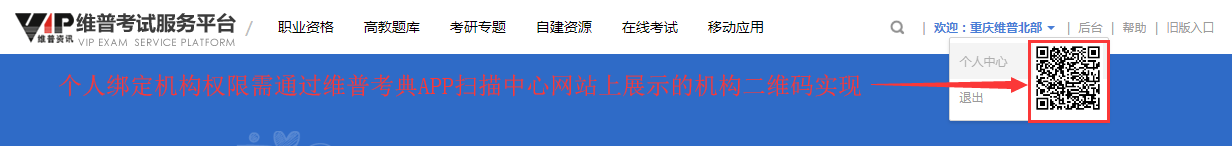 VIP 维普考试服务平台 / 职业资格 高教题库 考研专题 自建资源 在线考试 移动应用 | 欢迎：重庆维普北部 | 后台 | 帮助 | 旧版入口
维普资讯 VIP EXAM SERVICE PLATFORM
个人中心
个人绑定机构权限需通过维普考典APP扫描中心网站上展示的机构二维码实现
退出